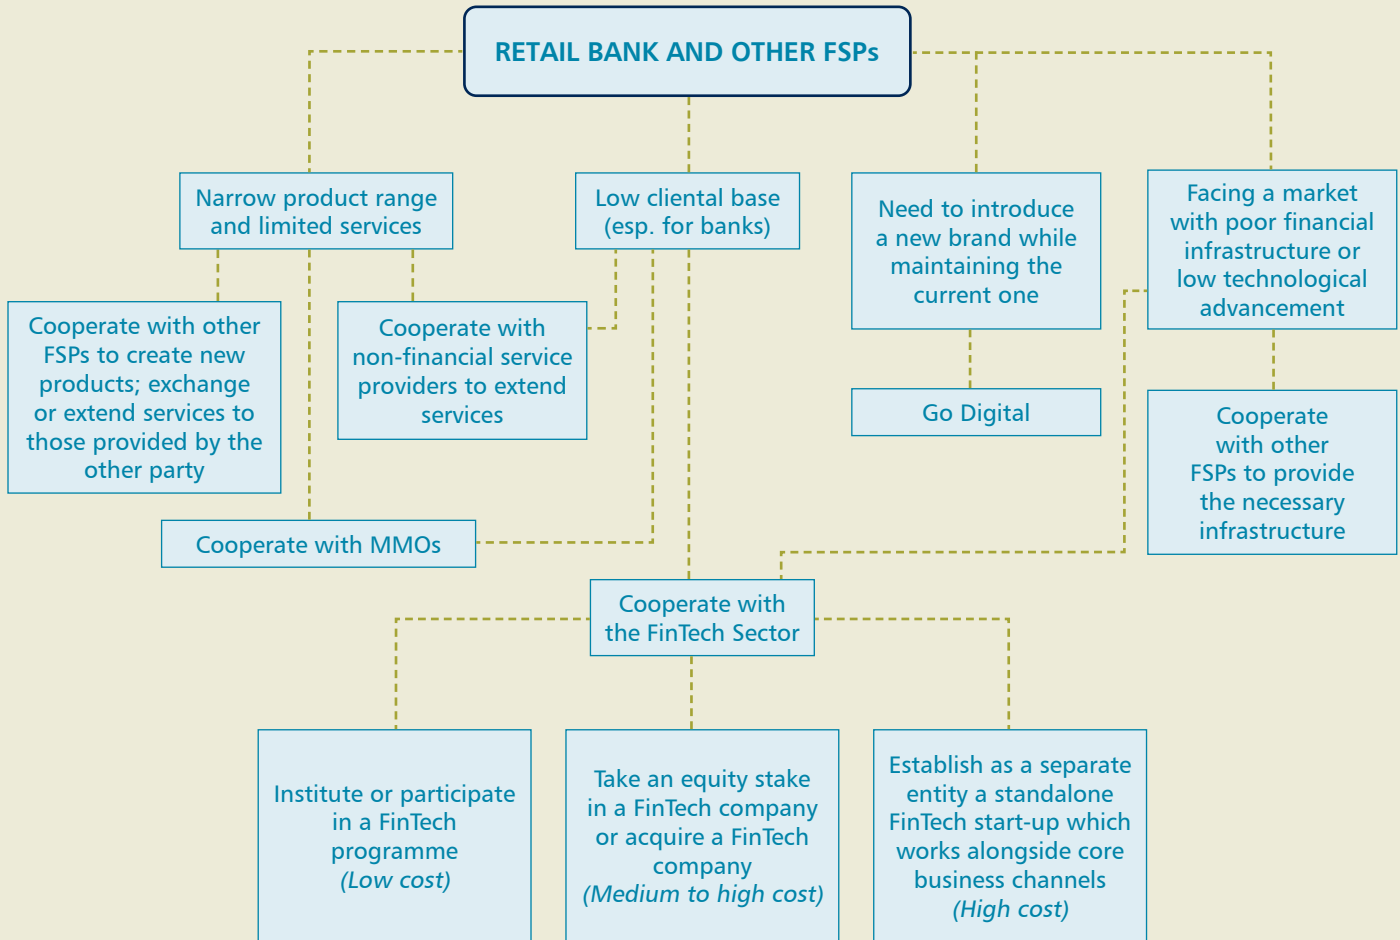 RETAIL BANK AND OTHER FSPs
Narrow product range
and limited services
Low cliental base
(esp. for banks)
Need to introduce
a new brand while
maintaining the
current one
Facing a market
with poor financial
infrastructure or
low technological
advancement
Cooperate with other
FSPs to create new
products; exchange
or extend services to
those provided by the
other party
Cooperate with
non-financial service
providers to extend
services
Go Digital
Cooperate
with other
FSPs to provide
the necessary
infrastructure
Cooperate with MMOs
Cooperate with
the FinTech Sector
Institute or participate
in a FinTech
programme
(Low cost)
Take an equity stake
in a FinTech company
or acquire a FinTech
company
(Medium to high cost)
Establish as a separate
entity a standalone
FinTech start-up which
works alongside core
business channels
(High cost)